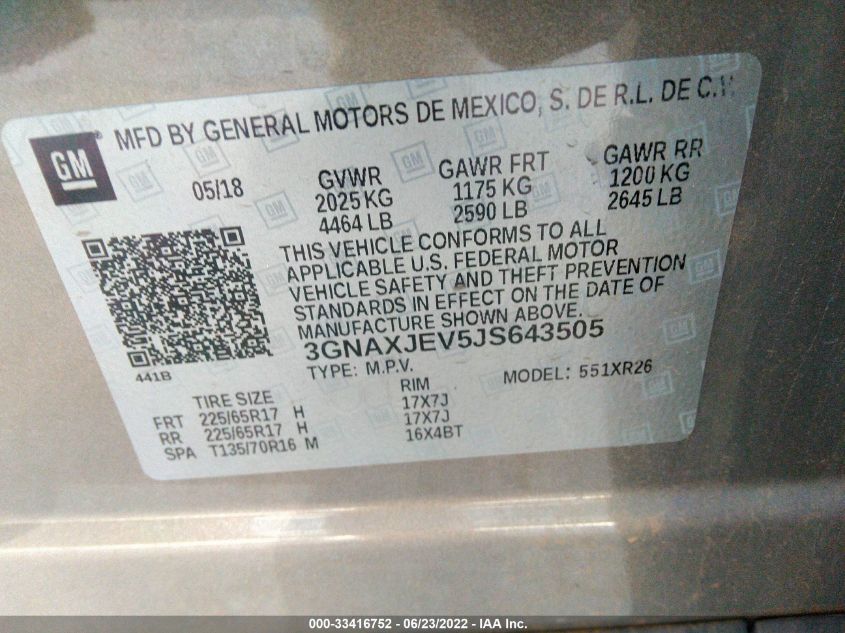 GM
MFD BY GENERAL MOTORS DE MEXICO, S. DE R.L. DE C.V.
05/18
GVWR
2025 KG
4464 LB
GAWR FRT
1175 KG
2590 LB
GAWR RR
1200 KG
2645 LB
THIS VEHICLE CONFORMS TO ALL
APPLICABLE U.S. FEDERAL MOTOR
VEHICLE SAFETY AND THEFT PREVENTION
STANDARDS IN EFFECT ON THE DATE OF
MANUFACTURE SHOWN ABOVE.
3GNAXJEV5JS643505
441B
TYPE: M.P.V. MODEL: 551XR26
TIRE SIZE RIM
FRT 225/65R17 H 17X7J
RR 225/65R17 H 17X7J
SPA T135/70R16 M 16X4BT
000-33416752 - 06/23/2022 - IAA Inc.